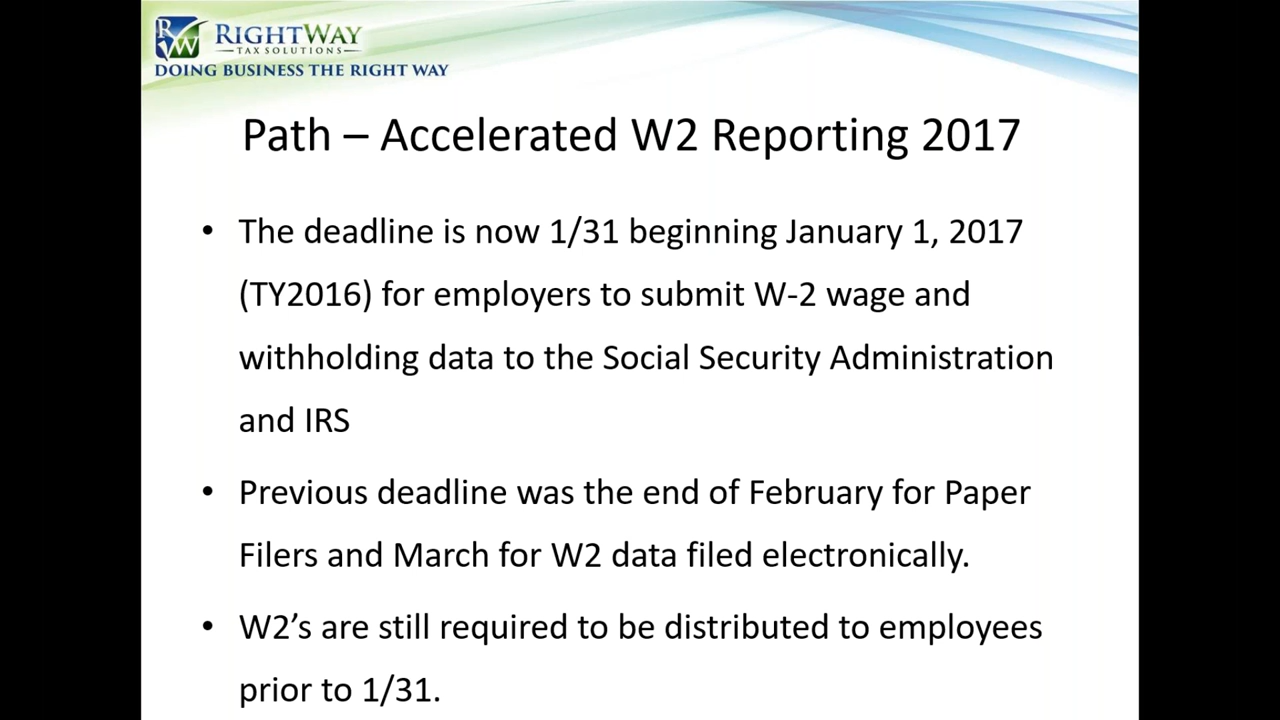 RW RIGHTWAY
TAX SOLUTIONS
DOING BUSINESS THE RIGHT WAY
Path – Accelerated W2 Reporting 2017
• The deadline is now 1/31 beginning January 1, 2017
(TY2016) for employers to submit W-2 wage and
withholding data to the Social Security Administration
and IRS
• Previous deadline was the end of February for Paper
Filers and March for W2 data filed electronically.
• W2’s are still required to be distributed to employees
prior to 1/31.